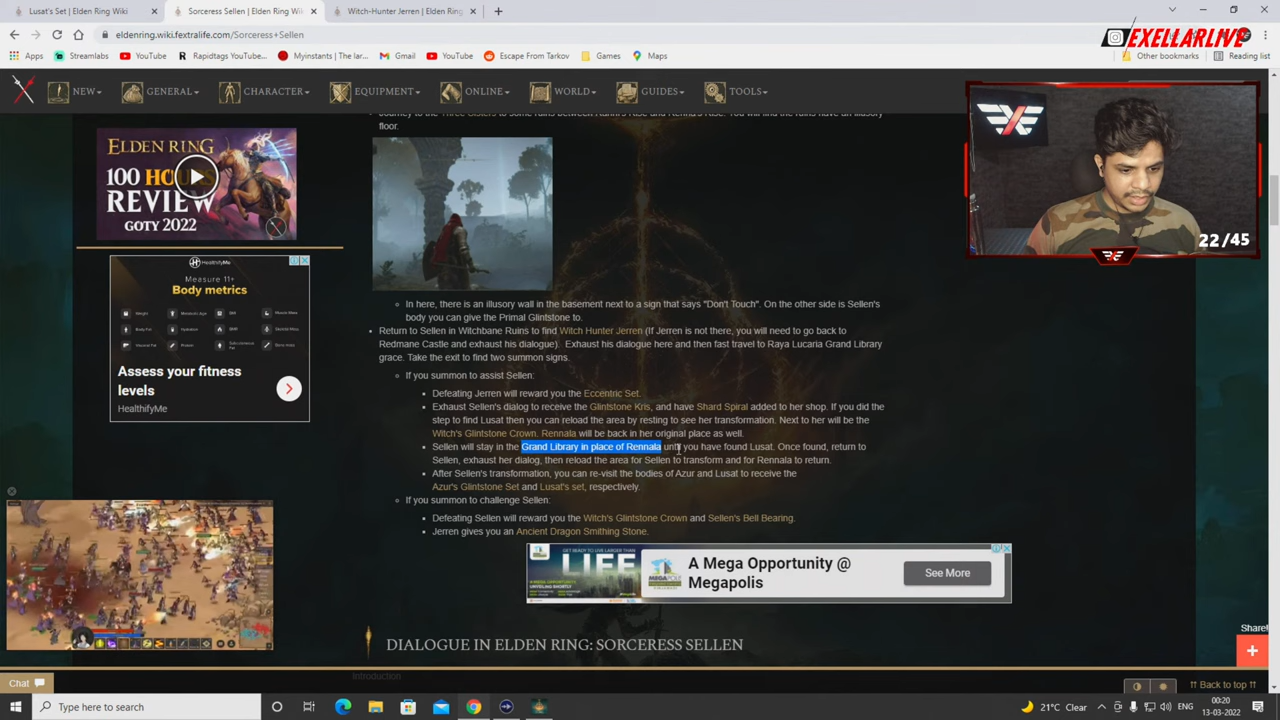 Lusat's Set | Elden Ring Wiki
Sorceress Sellen | Elden Ring Wi
Witch-Hunter Jerren | Elden Ring
eldenring.wiki.fextralife.com/Sorceress+Sellen
EXELLARLIVE
Apps
Streamlabs
YouTube
Rapidtags YouTube...
Myinstants | The lar...
Gmail
YouTube
Escape From Tarkov
Games
Maps
Other bookmarks
Reading list
NEW
GENERAL
CHARACTER
EQUIPMENT
ONLINE
WORLD
GUIDES
TOOLS
floor.
ELDEN RING
100 HOURS
REVIEW
GOTY 2022
22/45
HealthifyMe
Measure 11+
Body metrics
Assess your fitness
levels
HealthifyMe
In here, there is an illusory wall in the basement next to a sign that says "Don't Touch". On the other side is Sellen's
body you can give the Primal Glintstone to.
Return to Sellen in Witchbane Ruins to find Witch Hunter Jerren (If Jerren is not there, you will need to go back to
Redmane Castle and exhaust his dialogue). Exhaust his dialogue here and then fast travel to Raya Lucaria Grand Library
grace. Take the exit to find two summon signs.
If you summon to assist Sellen:
Defeating Jerren will reward you the Eccentric Set.
Exhaust Sellen's dialog to receive the Glintstone Kris, and have Shard Spiral added to her shop. If you did the
step to find Lusat then you can reload the area by resting to see her transformation. Next to her will be the
Witch's Glintstone Crown. Rennala will be back in her original place as well.
Sellen will stay in the Grand Library in place of Rennala until you have found Lusat. Once found, return to
Sellen, exhaust her dialog, then reload the area for Sellen to transform and for Rennala to return.
After Sellen's transformation, you can re-visit the bodies of Azur and Lusat to receive the
Azur's Glintstone Set and Lusat's set, respectively.
If you summon to challenge Sellen:
Defeating Sellen will reward you the Witch's Glintstone Crown and Sellen's Bell Bearing.
Jerren gives you an Ancient Dragon Smithing Stone.
LIFE
MEGAPOLIS
A Mega Opportunity @
Megapolis
See More
DIALOGUE IN ELDEN RING: SORCERESS SELLEN
Introduction
Share!
Chat
Back to top
Type here to search
21°C Clear
00:20
13-03-2022